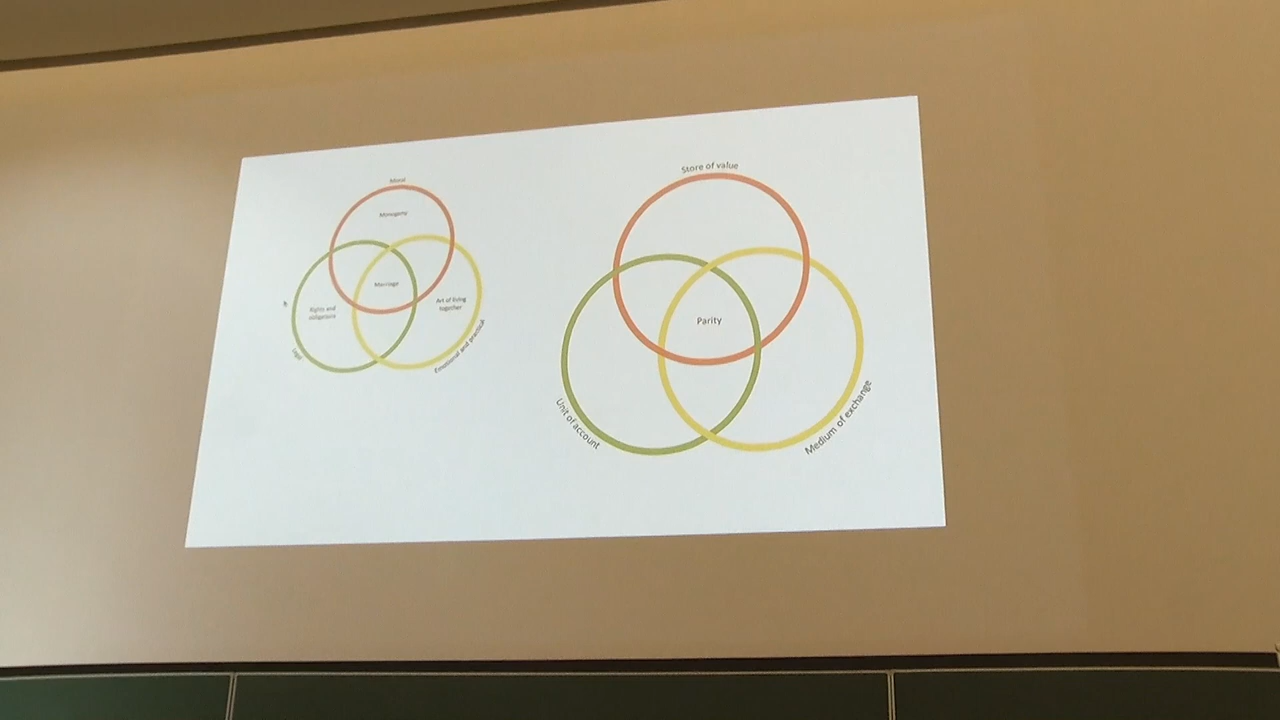 Moral
Monogamy
Marriage
Rights and
obligations
Art of living
together
Legal
Emotional and practical
Store of value
Parity
Unit of account
Medium of exchange